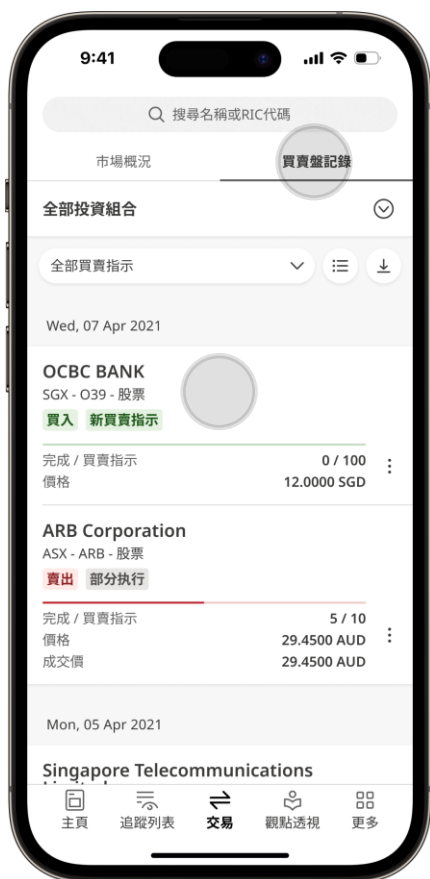 9:41
搜尋名稱或RIC代碼
市場概況
買賣盤記錄
全部投資組合
全部買賣指示
Wed, 07 Apr 2021
OCBC BANK
SGX - O39 - 股票
買入 新買賣指示
完成 / 買賣指示 0 / 100
價格 12.0000 SGD
ARB Corporation
ASX - ARB - 股票
賣出 部分执行
完成 / 買賣指示 5 / 10
價格 29.4500 AUD
成交價 29.4500 AUD
Mon, 05 Apr 2021
Singapore Telecommunications
主頁 追蹤列表 交易 觀點透視 更多